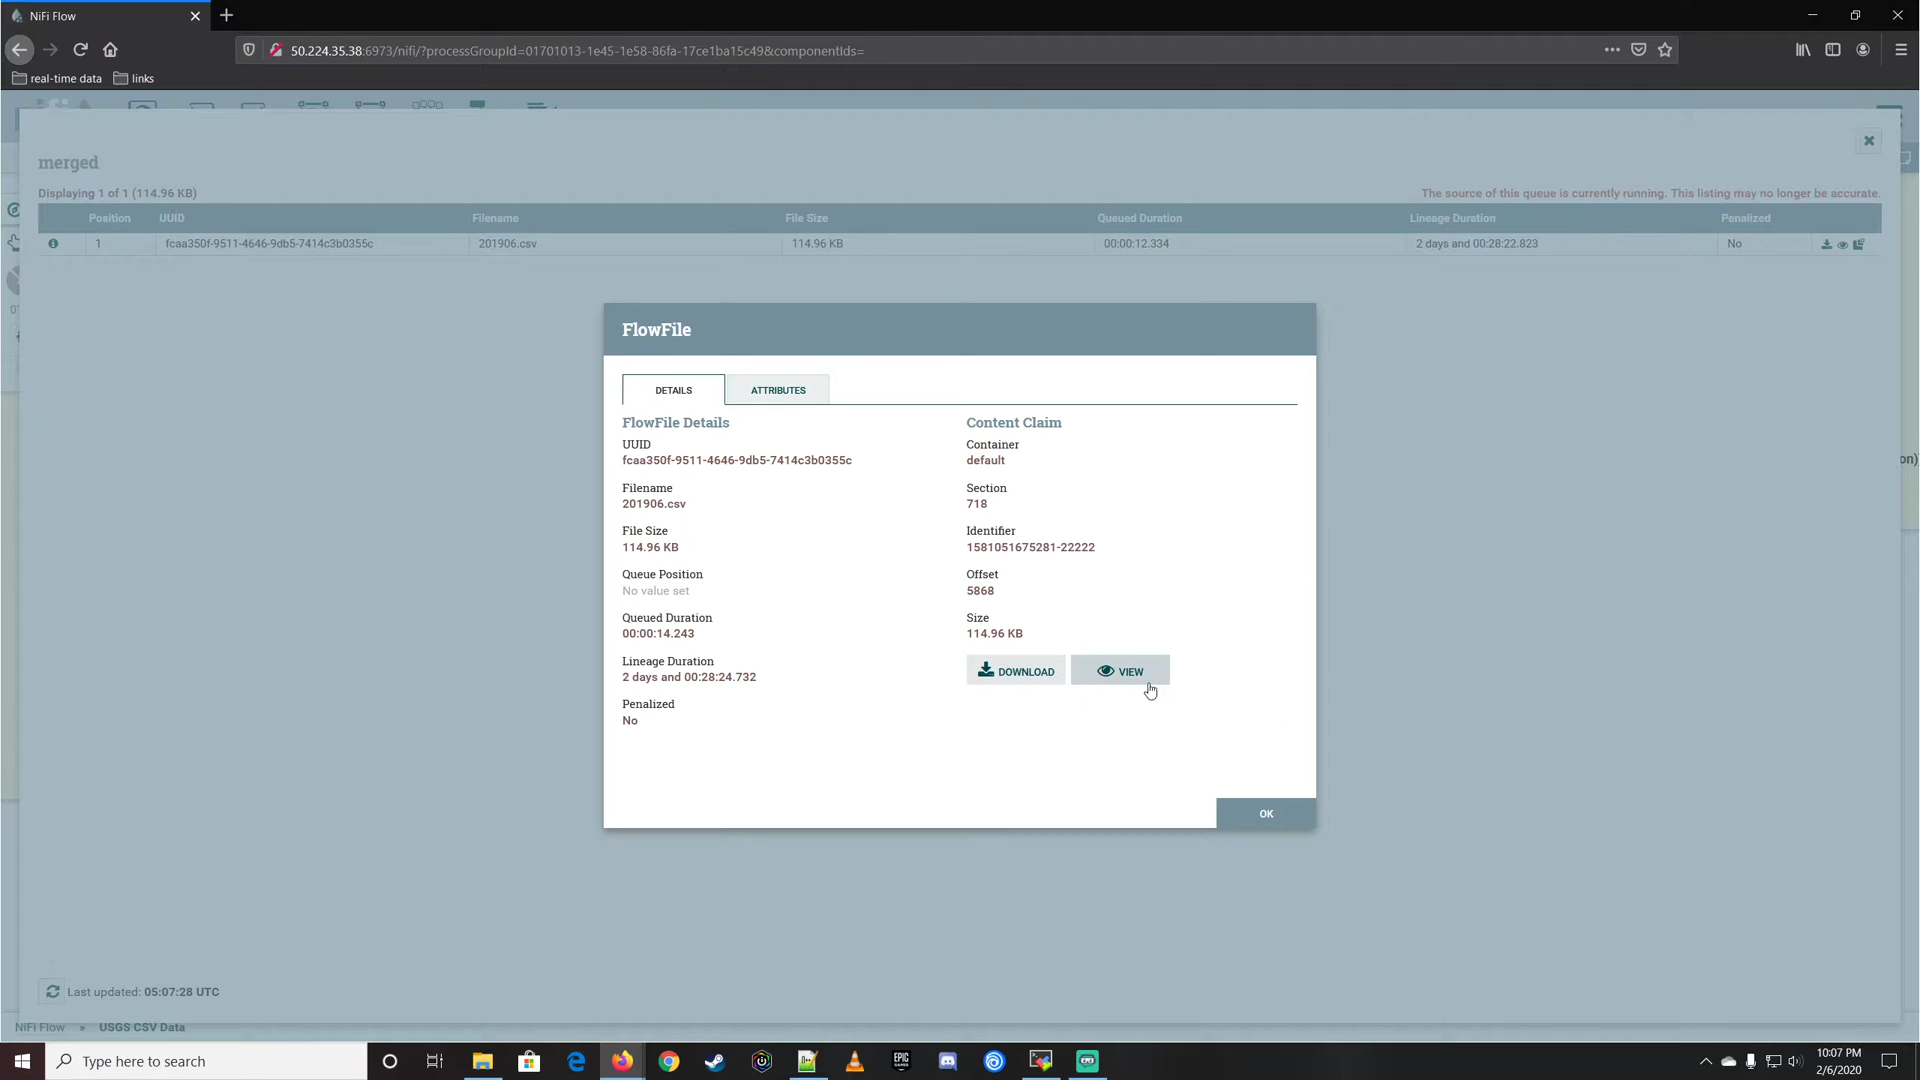 NiFi Flow
50.224.35.38:6973/nifi/?processGroupId=01701013-1e45-1e58-86fa-17ce1ba15c49&componentIds=
real-time data links
merged
Displaying 1 of 1 (114.96 KB) The source of this queue is currently running. This listing may no longer be accurate.
Position UUID Filename File Size Queued Duration Lineage Duration Penalized
1 fcaa350f-9511-4646-9db5-7414c3b0355c 201906.csv 114.96 KB 00:00:12.334 2 days and 00:28:22.823 No
FlowFile
DETAILS ATTRIBUTES
FlowFile Details
UUID
fcaa350f-9511-4646-9db5-7414c3b0355c
Filename
201906.csv
File Size
114.96 KB
Queue Position
No value set
Queued Duration
00:00:14.243
Lineage Duration
2 days and 00:28:24.732
Penalized
No
Content Claim
Container
default
Section
718
Identifier
1581051675281-22222
Offset
5868
Size
114.96 KB
DOWNLOAD VIEW
OK
on)
Last updated: 05:07:28 UTC
NiFi Flow » USGS CSV Data
Type here to search
EPIC GAMES
10:07 PM
2/6/2020